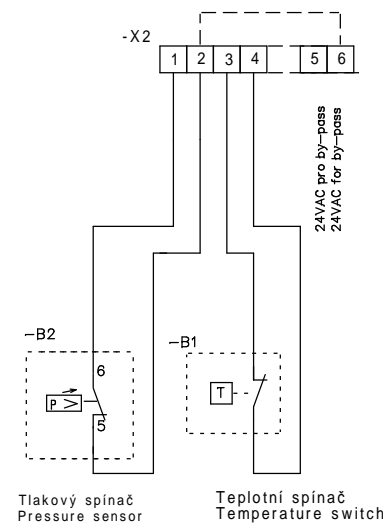 -X2
1 2 3 4 5 6
24VAC pro by-pass
24VAC for by-pass
-B2
-B1
6
P >
T
5
Tlakový spínač
Pressure sensor
Teplotní spínač
Temperature switch